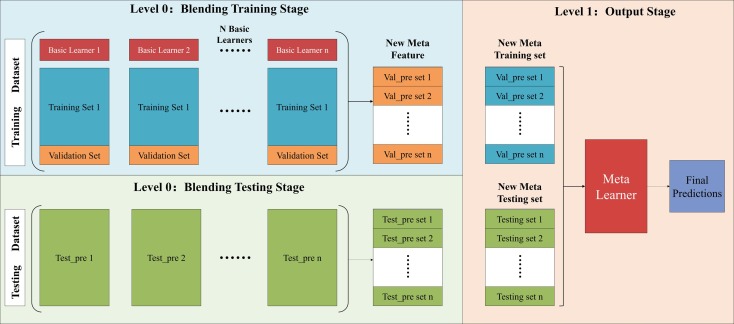 Level 0：Blending Training Stage
Training Dataset
N Basic
Learners
Basic Learner 1
Basic Learner 2
Basic Learner n
Training Set 1
Training Set 1
Training Set 1
Validation Set
Validation Set
Validation Set
New Meta
Feature
Val_pre set 1
Val_pre set 2
Val_pre set n
Level 0：Blending Testing Stage
Testing Dataset
Test_pre 1
Test_pre 2
Test_pre n
Test_pre set 1
Test_pre set 2
Test_pre set n
Level 1：Output Stage
New Meta
Training set
Val_pre set 1
Val_pre set 2
Val_pre set n
New Meta
Testing set
Testing set 1
Testing set 2
Testing set n
Meta
Learner
Final
Predictions